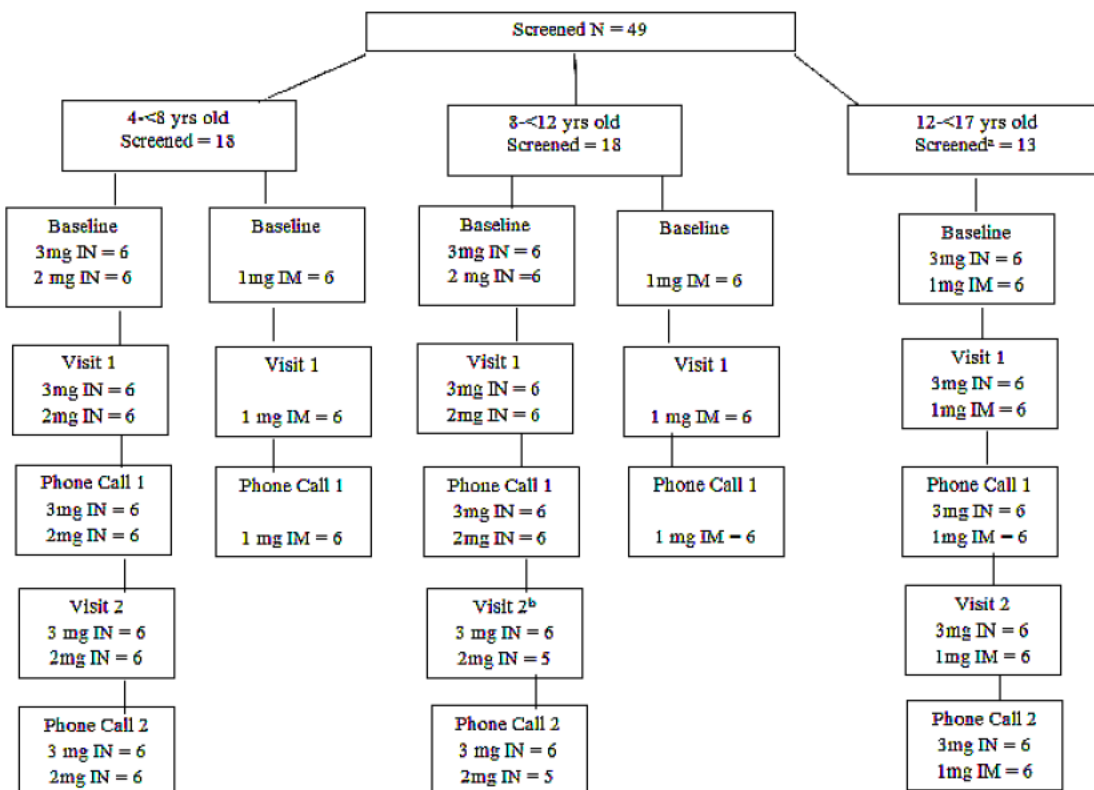 Screened N = 49
4-<8 yrs old
Screened = 18
8-<12 yrs old
Screened = 18
12-<17 yrs old
Screenedᵃ = 13
Baseline
3mg IN = 6
2 mg IN = 6
Baseline
1mg IM = 6
Baseline
3mg IN = 6
2 mg IN =6
Baseline
1mg IM = 6
Baseline
3mg IN = 6
1mg IM = 6
Visit 1
3mg IN = 6
2mg IN = 6
Visit 1
1 mg IM = 6
Visit 1
3mg IN = 6
2mg IN = 6
Visit 1
1 mg IM = 6
Visit 1
3mg IN = 6
1mg IM = 6
Phone Call 1
3mg IN = 6
2mg IN = 6
Phone Call 1
1 mg IM = 6
Phone Call 1
3mg IN = 6
2mg IN = 6
Phone Call 1
1 mg IM = 6
Phone Call 1
3mg IN = 6
1mg IM = 6
Visit 2
3 mg IN = 6
2mg IN = 6
Visit 2ᵇ
3 mg IN = 6
2mg IN = 5
Visit 2
3mg IN = 6
1mg IM = 6
Phone Call 2
3 mg IN = 6
2mg IN = 6
Phone Call 2
3 mg IN = 6
2mg IN = 5
Phone Call 2
3mg IN = 6
1mg IM = 6